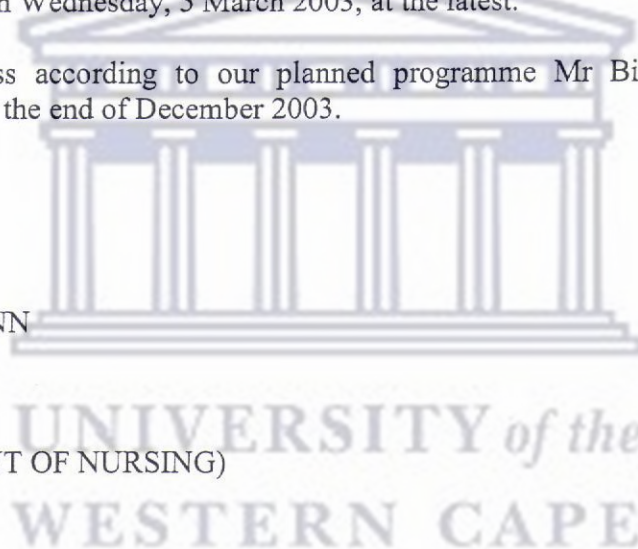 Wednesday, 5 March 2003, at the latest.
ss according to our planned programme Mr Bi
the end of December 2003.
NN
UNIVERSITY of the
T OF NURSING)
WESTERN CAPE